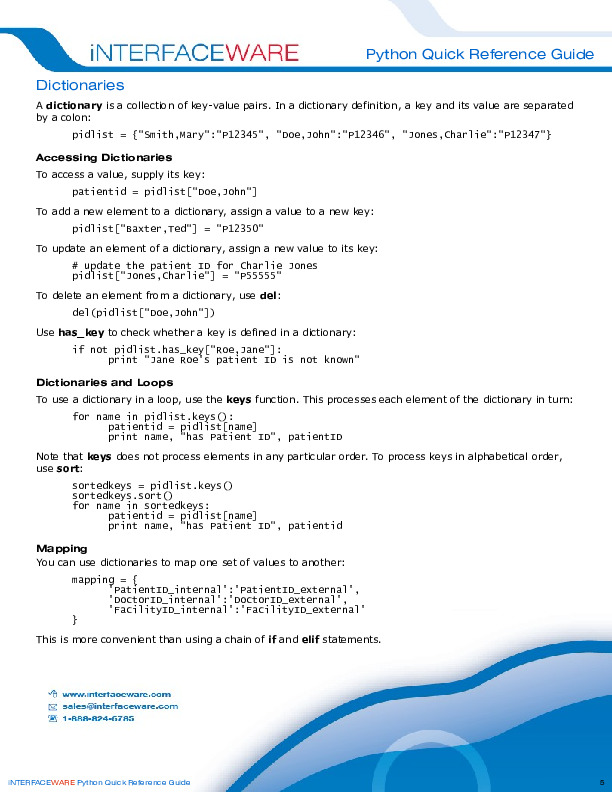 iNTERFACEWARE
Python Quick Reference Guide
Dictionaries
A dictionary is a collection of key-value pairs. In a dictionary definition, a key and its value are separated
by a colon:
pidlist = {"Smith,Mary":"P12345", "Doe,John":"P12346", "Jones,Charlie":"P12347"}
Accessing Dictionaries
To access a value, supply its key:
patientid = pidlist["Doe,John"]
To add a new element to a dictionary, assign a value to a new key:
pidlist["Baxter,Ted"] = "P12350"
To update an element of a dictionary, assign a new value to its key:
# update the patient ID for Charlie Jones
pidlist["Jones,Charlie"] = "P55555"
To delete an element from a dictionary, use del:
del(pidlist["Doe,John"])
Use has_key to check whether a key is defined in a dictionary:
if not pidlist.has_key["Roe,Jane"]:
print "Jane Roe's patient ID is not known"
Dictionaries and Loops
To use a dictionary in a loop, use the keys function. This processes each element of the dictionary in turn:
for name in pidlist.keys():
patientid = pidlist[name]
print name, "has Patient ID", patientID
Note that keys does not process elements in any particular order. To process keys in alphabetical order,
use sort:
sortedkeys = pidlist.keys()
sortedkeys.sort()
for name in sortedkeys:
patientid = pidlist[name]
print name, "has Patient ID", patientid
Mapping
You can use dictionaries to map one set of values to another:
mapping = {
'PatientID_internal':'PatientID_external',
'DoctorID_internal':'DoctorID_external',
'FacilityID_internal':'FacilityID_external'
}
This is more convenient than using a chain of if and elif statements.
www.interfaceware.com
sales@interfaceware.com
1-888-824-6785
iNTERFACEWARE Python Quick Reference Guide